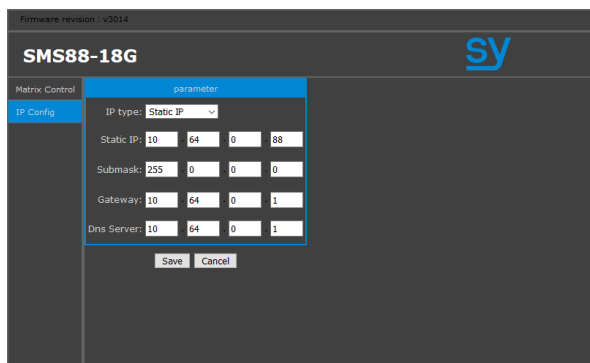 Firmware revision : v3014
SMS88-18G
sy
Matrix Control
IP Config
parameter
IP type: Static IP
Static IP: 10 . 64 . 0 . 88
Submask: 255 . 0 . 0 . 0
Gateway: 10 . 64 . 0 . 1
Dns Server: 10 . 64 . 0 . 1
Save Cancel